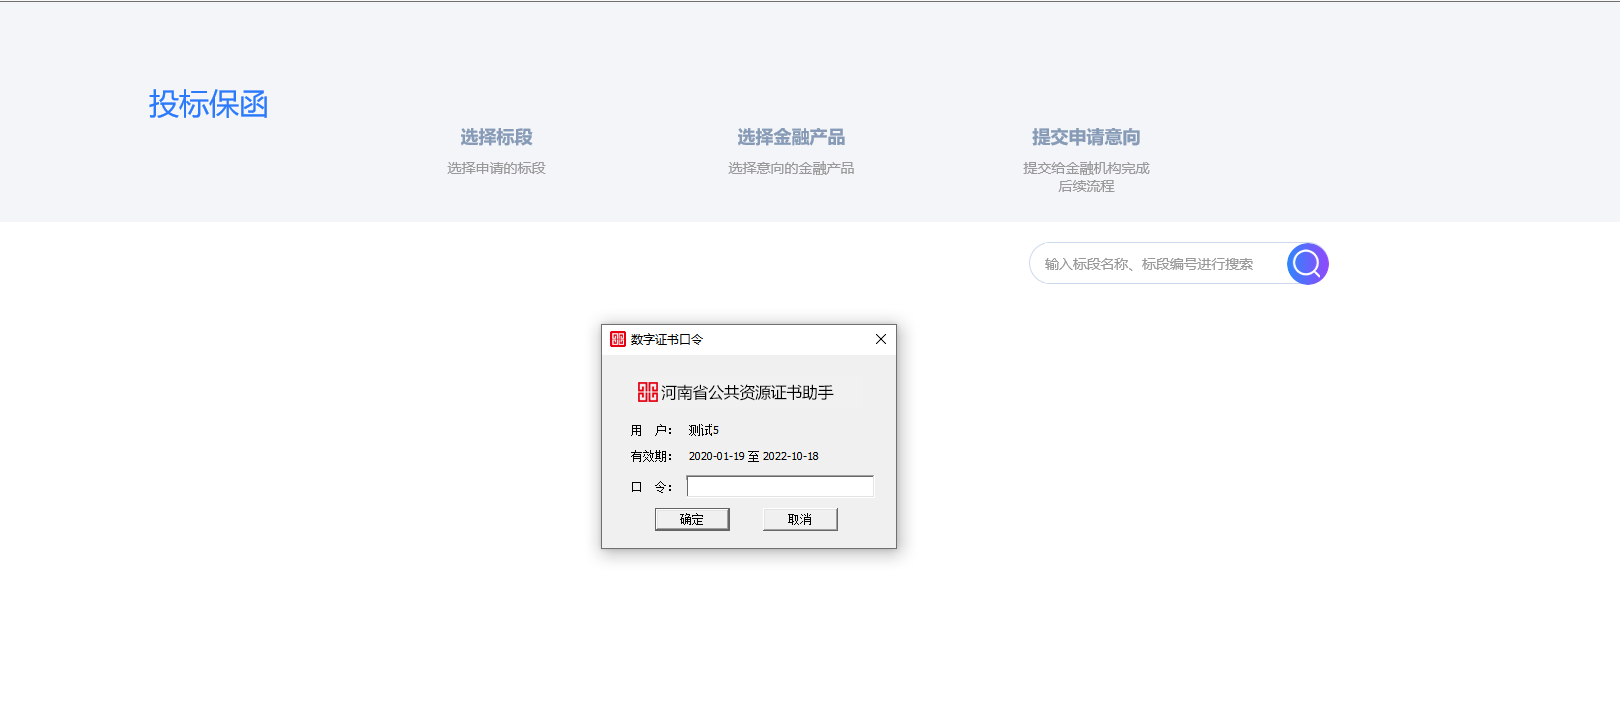 投标保函
选择标段
选择申请的标段
选择金融产品
选择意向的金融产品
提交申请意向
提交给金融机构完成
后续流程
输入标段名称、标段编号进行搜索
数字证书口令
河南省公共资源证书助手
用 户： 测试5
有效期： 2020-01-19 至 2022-10-18
口 令：
确定
取消